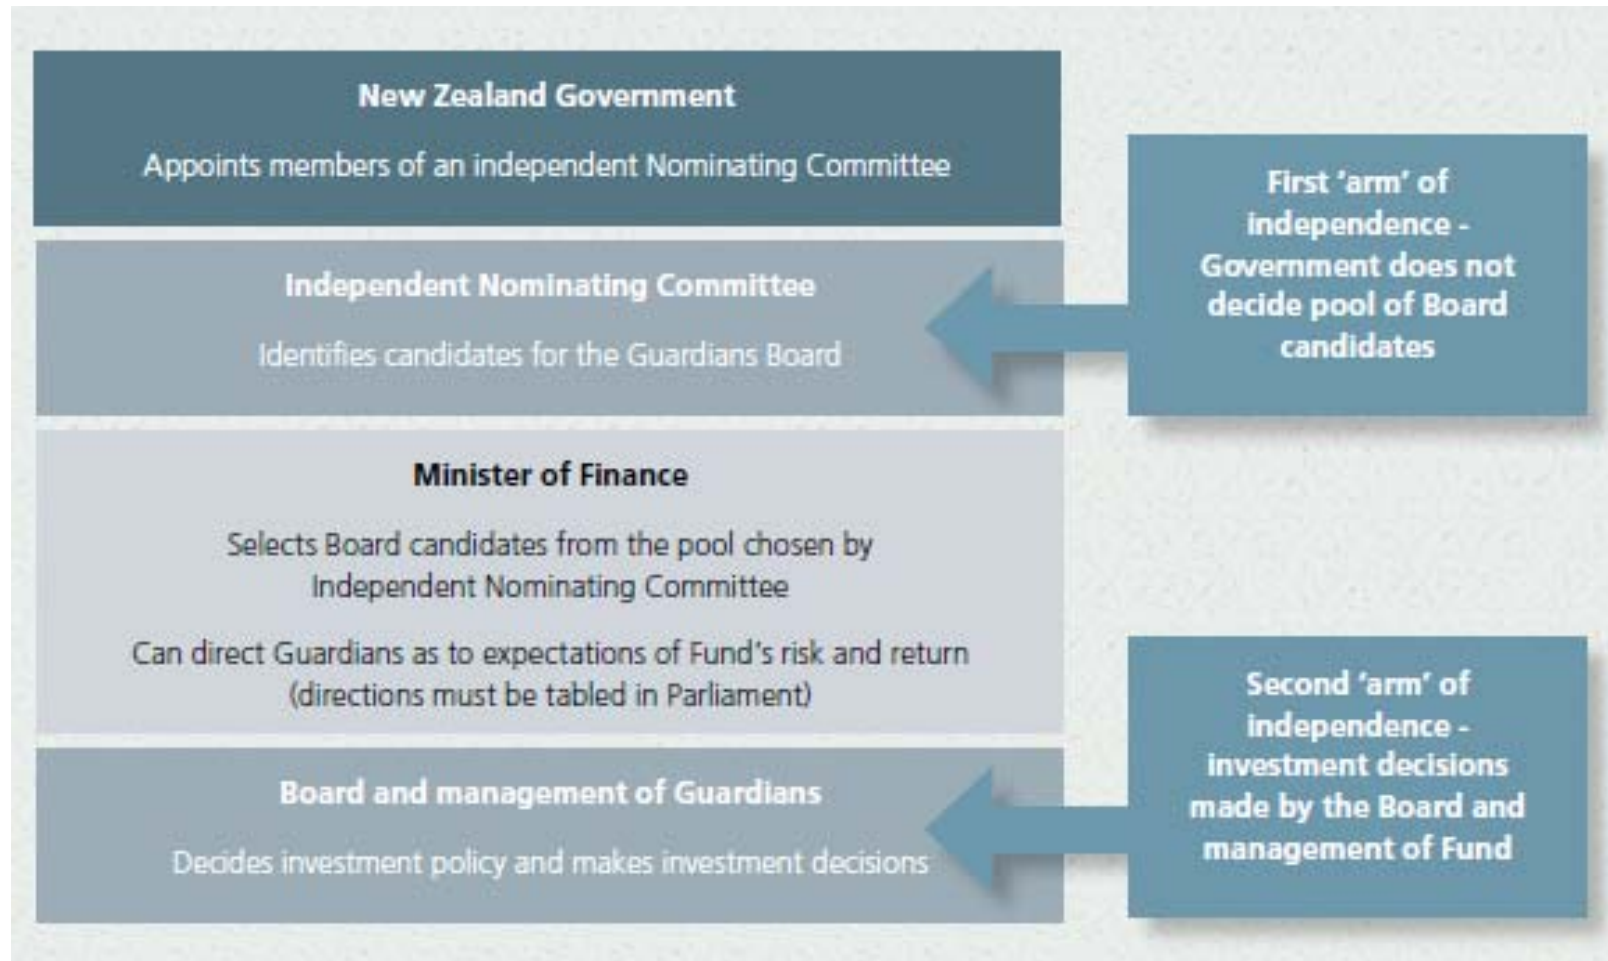 New Zealand Government
Appoints members of an independent Nominating Committee
Independent Nominating Committee
Identifies candidates for the Guardians Board
Minister of Finance
Selects Board candidates from the pool chosen by
Independent Nominating Committee
Can direct Guardians as to expectations of Fund's risk and return
(directions must be tabled in Parliament)
Board and management of Guardians
Decides investment policy and makes investment decisions
First 'arm' of
independence -
Government does not
decide pool of Board
candidates
Second 'arm' of
independence -
investment decisions
made by the Board and
management of Fund